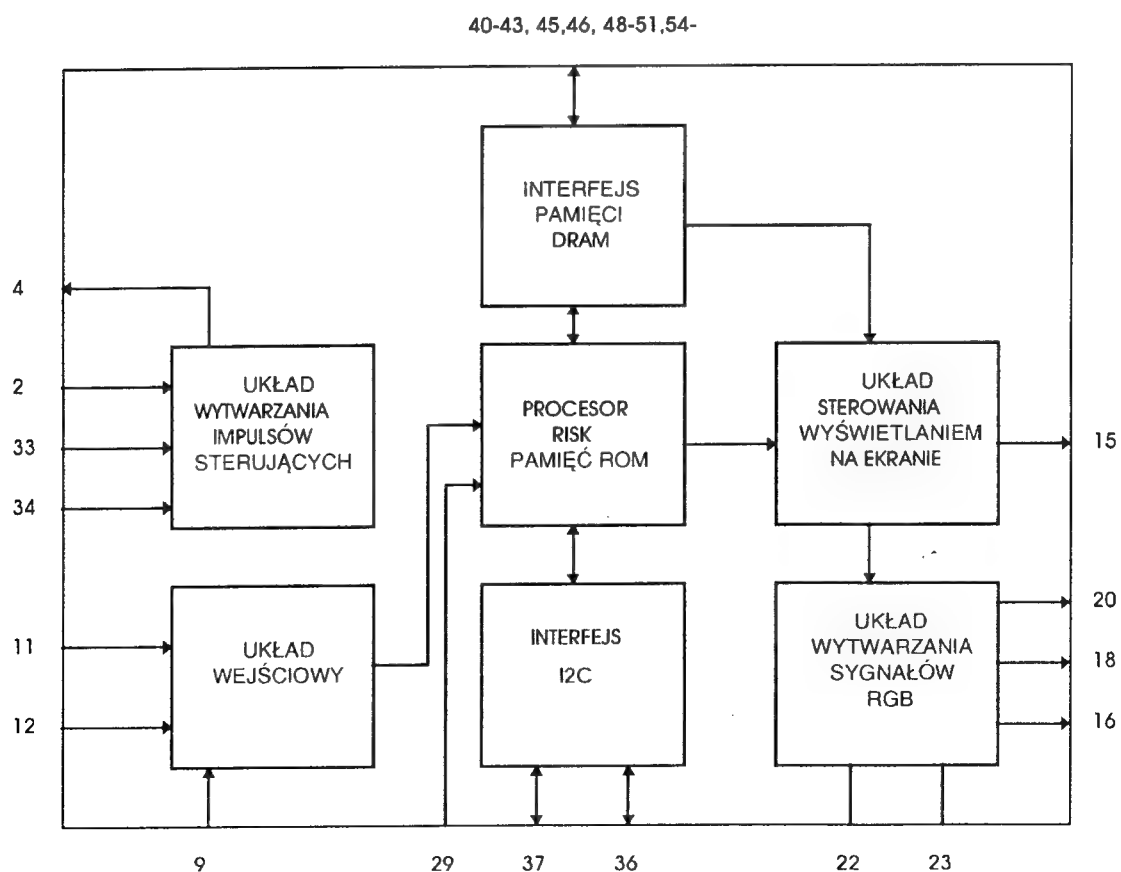 40-43, 45,46, 48-51,54-
INTERFEJS
PAMIĘCI
DRAM
4
2
33
34
UKŁAD
WYTWARZANIA
IMPULSÓW
STERUJĄCYCH
PROCESOR
RISK
PAMIĘĆ ROM
UKŁAD
STEROWANIA
WYŚWIETLANIEM
NA EKRANIE
15
11
12
UKŁAD
WEJŚCIOWY
INTERFEJS
I2C
UKŁAD
WYTWARZANIA
SYGNAŁÓW
RGB
20
18
16
9
29
37
36
22
23